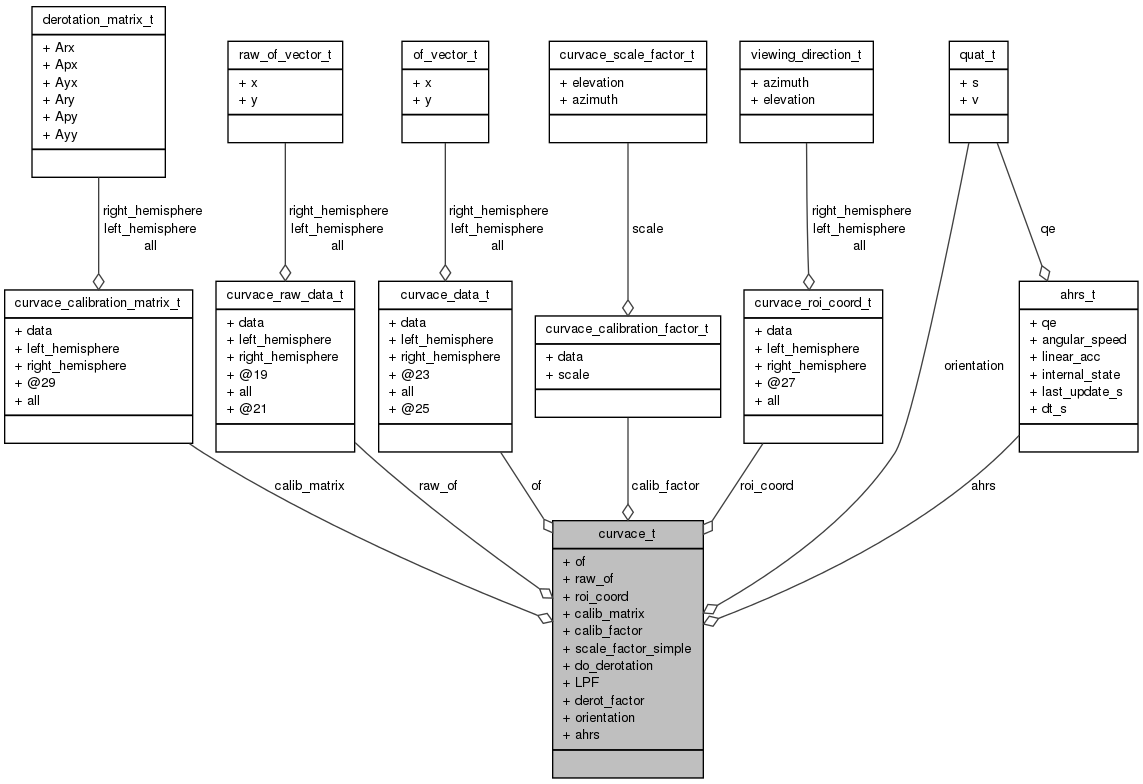 derotation_matrix_t
+ Arx
+ Apx
+ Ayx
+ Ary
+ Apy
+ Ayy
raw_of_vector_t
+ x
+ y
of_vector_t
+ x
+ y
curvace_scale_factor_t
+ elevation
+ azimuth
viewing_direction_t
+ azimuth
+ elevation
quat_t
+ s
+ v
right_hemisphere
left_hemisphere
all
right_hemisphere
left_hemisphere
all
right_hemisphere
left_hemisphere
all
scale
right_hemisphere
left_hemisphere
all
qe
curvace_calibration_matrix_t
+ data
+ left_hemisphere
+ right_hemisphere
+ @29
+ all
curvace_raw_data_t
+ data
+ left_hemisphere
+ right_hemisphere
+ @19
+ all
+ @21
curvace_data_t
+ data
+ left_hemisphere
+ right_hemisphere
+ @23
+ all
+ @25
curvace_calibration_factor_t
+ data
+ scale
curvace_roi_coord_t
+ data
+ left_hemisphere
+ right_hemisphere
+ @27
+ all
orientation
ahrs_t
+ qe
+ angular_speed
+ linear_acc
+ internal_state
+ last_update_s
+ dt_s
calib_matrix
raw_of
of
calib_factor
roi_coord
ahrs
curvace_t
+ of
+ raw_of
+ roi_coord
+ calib_matrix
+ calib_factor
+ scale_factor_simple
+ do_derotation
+ LPF
+ derot_factor
+ orientation
+ ahrs